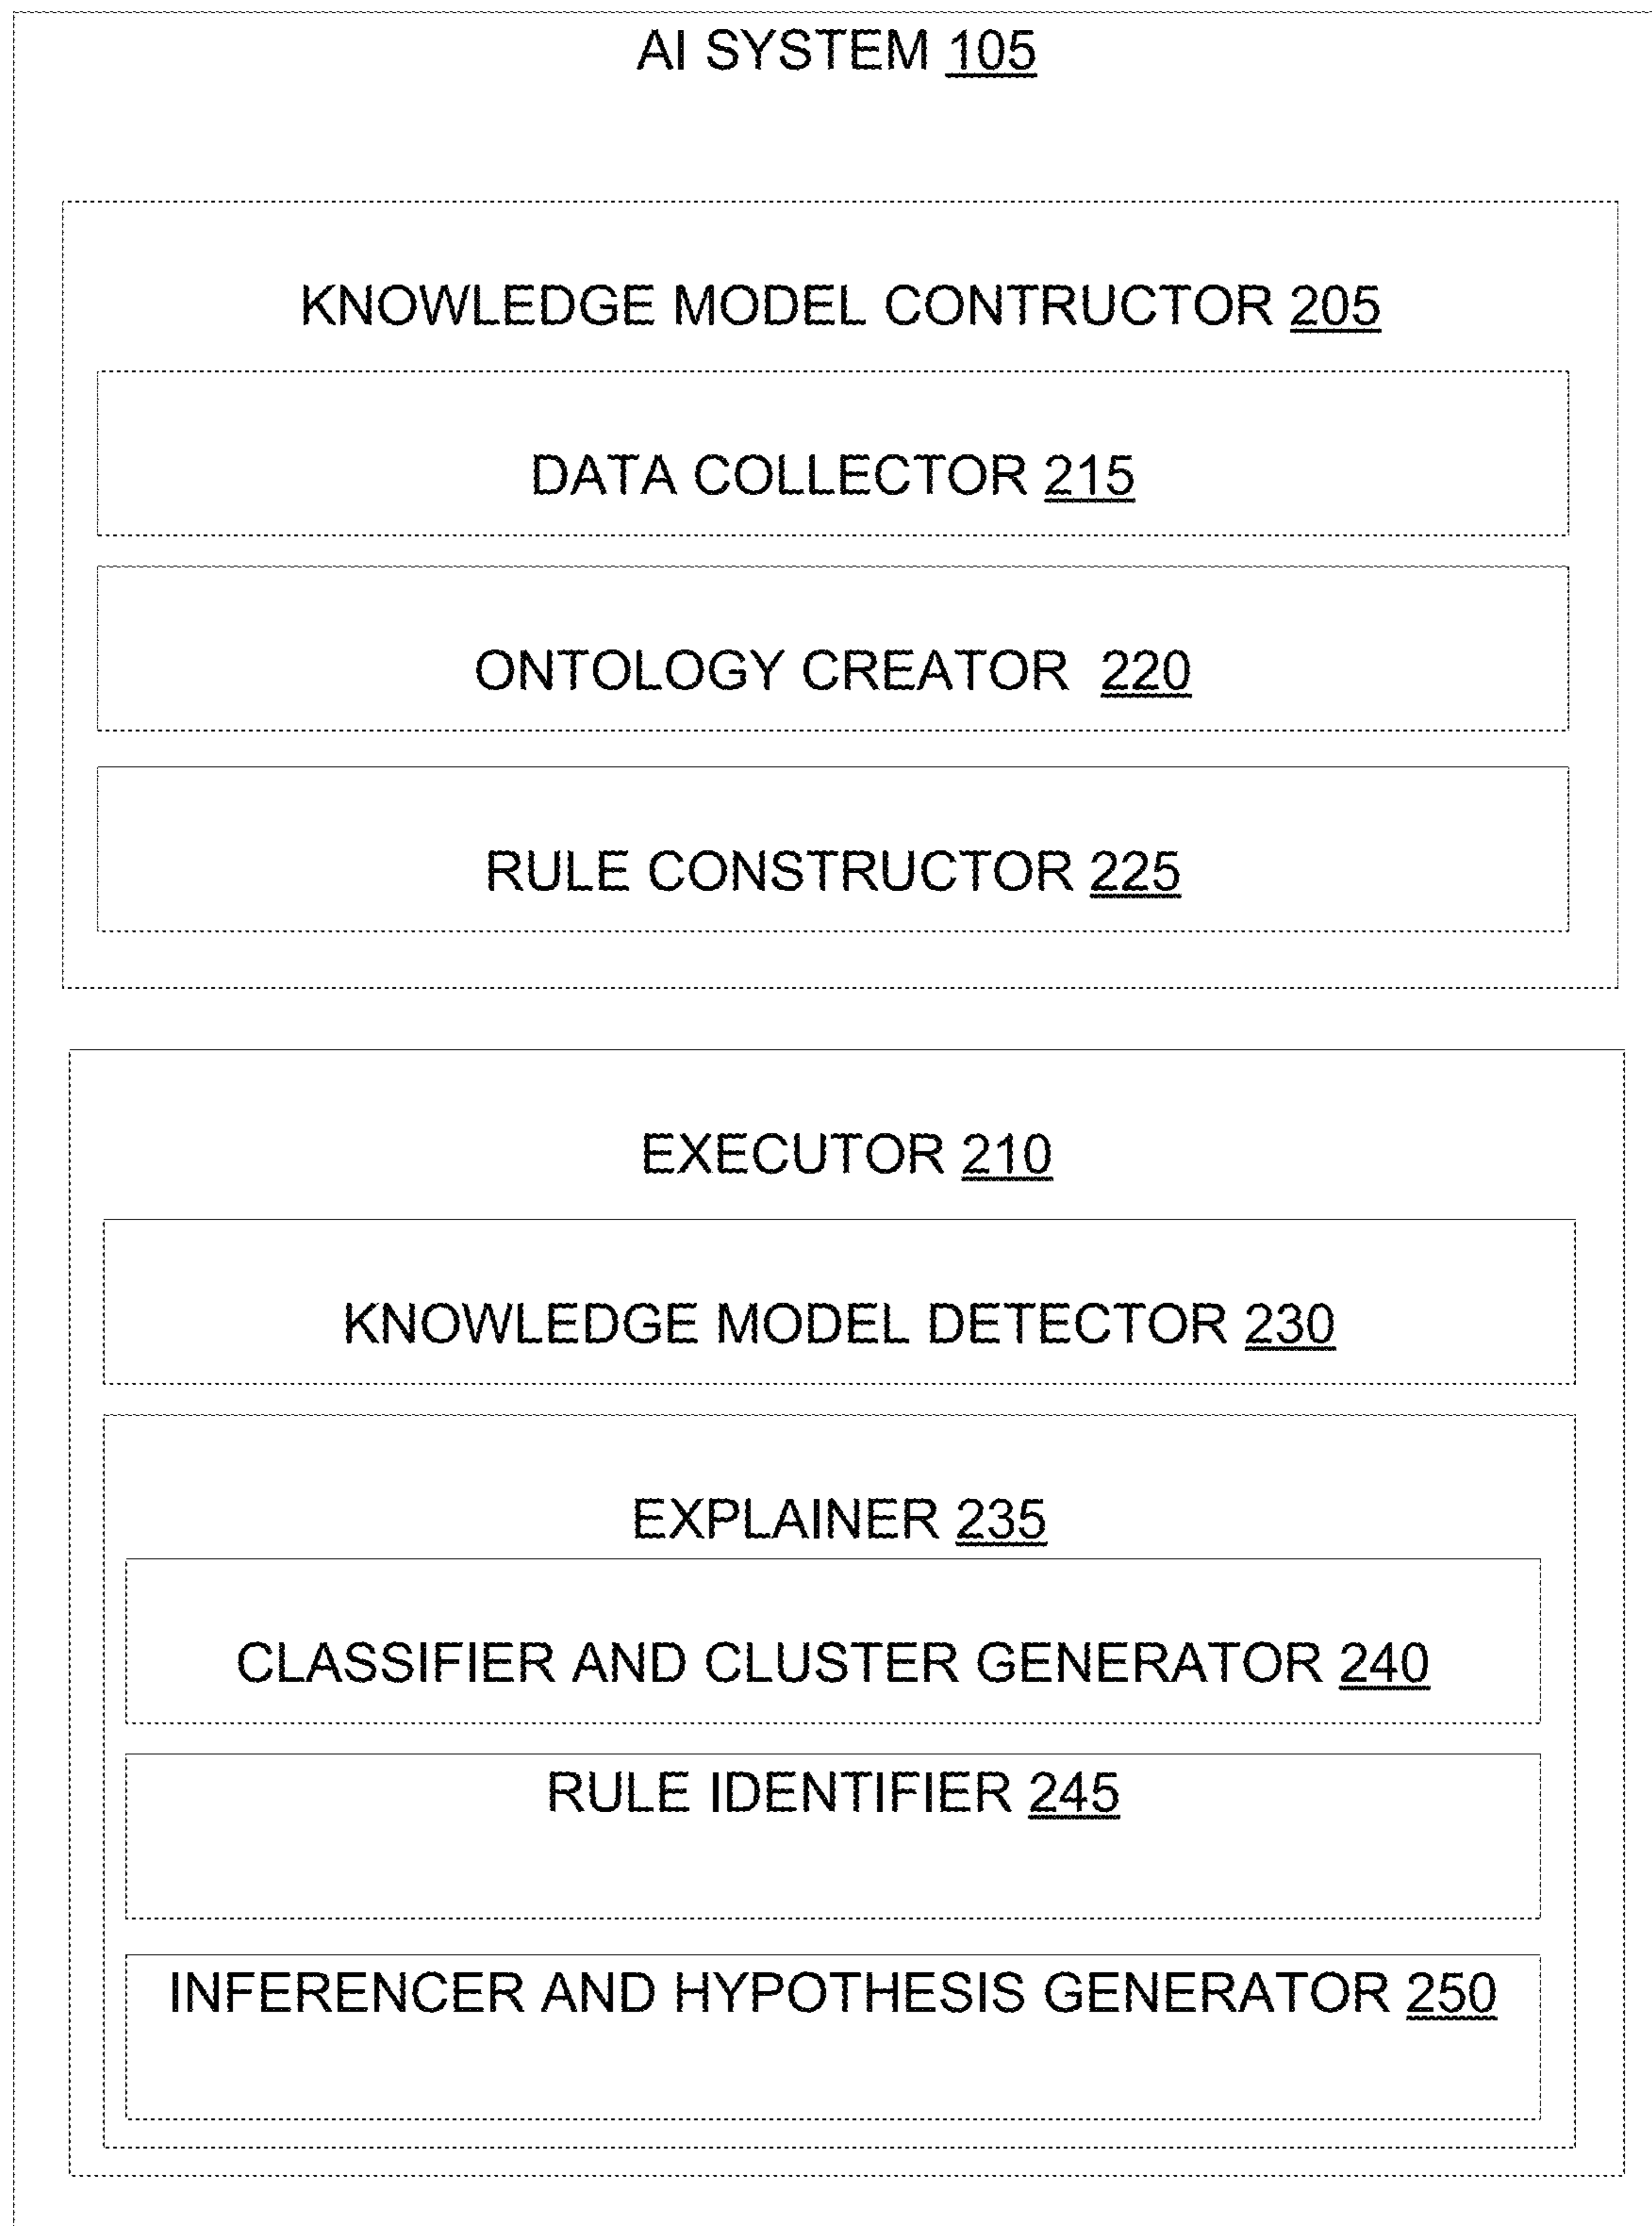 AI SYSTEM 105
KNOWLEDGE MODEL CONTRUCTOR 205
DATA COLLECTOR 215
ONTOLOGY CREATOR 220
RULE CONSTRUCTOR 225
EXECUTOR 210
KNOWLEDGE MODEL DETECTOR 230
EXPLAINER 235
CLASSIFIER AND CLUSTER GENERATOR 240
RULE IDENTIFIER 245
INFERENCER AND HYPOTHESIS GENERATOR 250